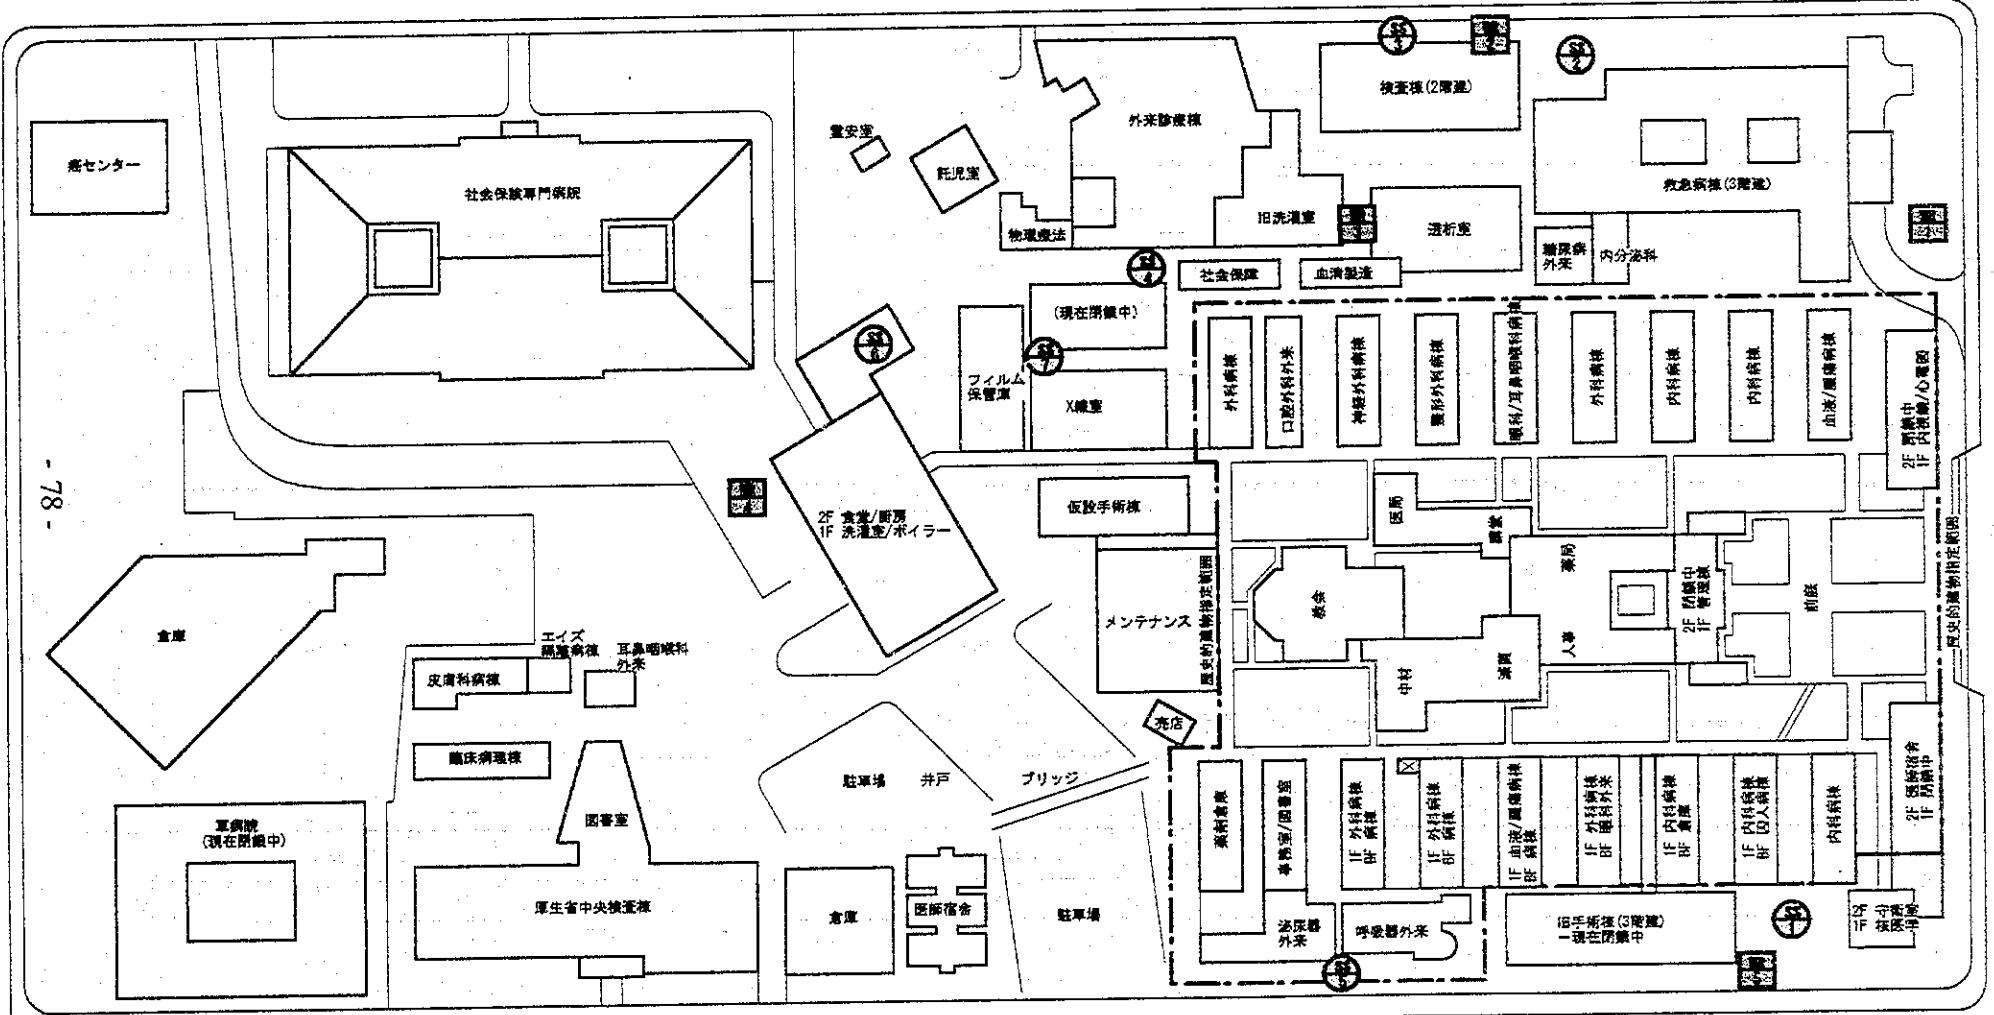 癌センター
社会保険専門病院
霊安室
託児室
外来診療棟
物理療法
旧洗濯室
検査棟(2階建)
透析室
救急病棟(3階建)
糖尿病
外来
内分泌科
社会保障
血清製造
(現在閉鎖中)
フィルム
保管庫
X線室
SS
3
SS
2
SS
4
SS
6
SS
7
外科病棟
口腔外科外来
神経外科病棟
整形外科病棟
眼科/耳鼻咽喉科病棟
外科病棟
内科病棟
内科病棟
血液/腫瘍病棟
2F 閉鎖中
1F 内視鏡/心電図
2F 食堂/厨房
1F 洗濯室/ボイラー
仮設手術棟
メンテナンス
歴史的建物指定範囲
医局
講堂
薬局
教会
人事
中材
滅菌
2F 閉鎖中
1F 管理棟
前庭
歴史的建物指定範囲
倉庫
エイズ
隔離病棟
耳鼻咽喉科
外来
皮膚科病棟
臨床病理棟
図書室
軍病院
(現在閉鎖中)
厚生省中央検査棟
倉庫
医師宿舎
駐車場
井戸
ブリッジ
駐車場
売店
薬剤倉庫
事務室/図書室
1F 外科病棟
BF 病棟
1F 外科病棟
BF 病棟
1F 血液/腫瘍病棟
BF 病棟
1F 外科病棟
BF 眼科外来
1F 内科病棟
BF 倉庫
1F 内科病棟
BF 囚人病棟
内科病棟
2F 医師宿舎
1F 閉鎖中
泌尿器
外来
呼吸器外来
旧手術棟(3階建)
ー現在閉鎖中
SS
5
SS
1
- 78 -